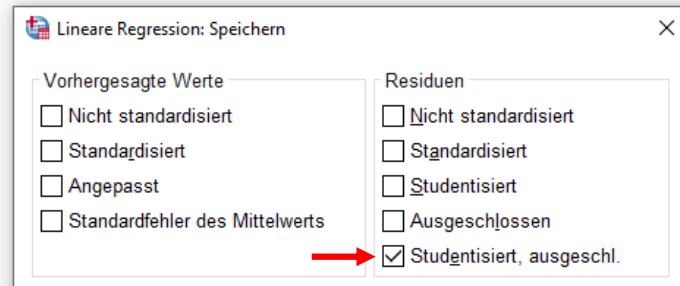 Lineare Regression: Speichern
Vorhergesagte Werte
Nicht standardisiert
Standardisiert
Angepasst
Standardfehler des Mittelwerts
Residuen
Nicht standardisiert
Standardisiert
Studentisiert
Ausgeschlossen
Studentisiert, ausgeschl.